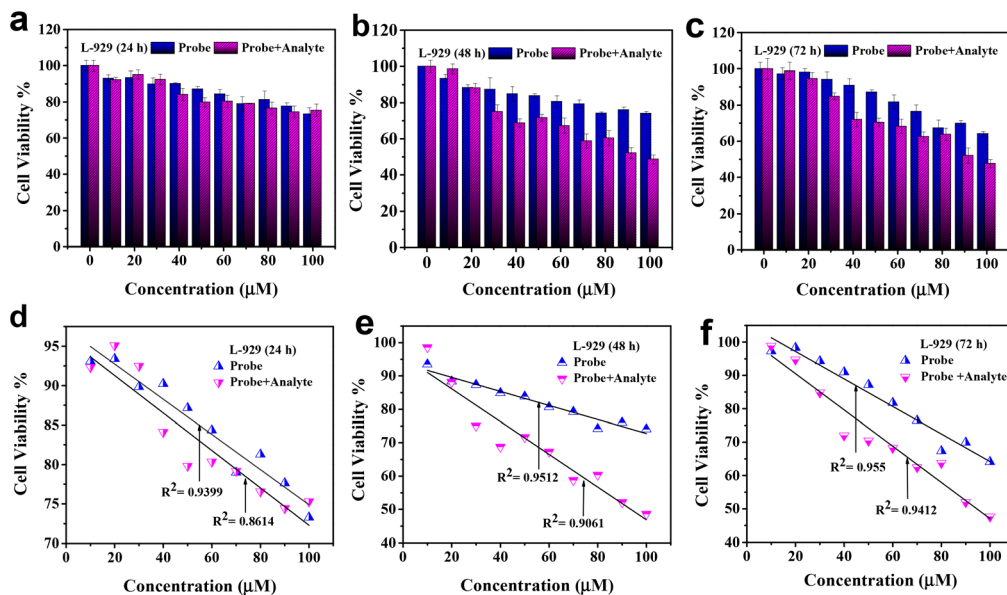 a
L-929 (24 h) Probe Probe+Analyte
120
100
80
60
40
20
0
Cell Viability %
0 20 40 60 80 100
Concentration (μM)
b
L-929 (48 h) Probe Probe+Analyte
120
100
80
60
40
20
0
Cell Viability %
0 20 40 60 80 100
Concentration (μM)
c
L-929 (72 h) Probe Probe+Analyte
120
100
80
60
40
20
0
Cell Viability %
0 20 40 60 80 100
Concentration (μM)
d
L-929 (24 h)
Probe
Probe+Analyte
95
90
85
80
75
70
Cell Viability %
R²= 0.9399
R²= 0.8614
0 20 40 60 80 100
Concentration (μM)
e
L-929 (48 h)
Probe
Probe+Analyte
100
90
80
70
60
50
40
Cell Viability %
R²= 0.9512
R²= 0.9061
0 20 40 60 80 100
Concentration (μM)
f
L-929 (72 h)
Probe
Probe +Analyte
100
90
80
70
60
50
40
Cell Viability %
R²= 0.955
R²= 0.9412
0 20 40 60 80 100
Concentration (μM)